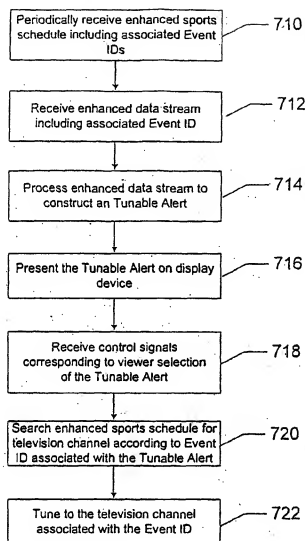 Periodically receive enhanced sports
schedule including associated Event
IDs
710
Receive enhanced data stream
including associated Event ID
712
Process enhanced data stream to
construct an Tunable Alert
714
Present the Tunable Alert on display
device
716
Receive control signals
corresponding to viewer selection
of the Tunable Alert
718
Search enhanced sports schedule for
television channel according to Event
ID associated with the Tunable Alert
720
Tune to the television channel
associated with the Event ID
722